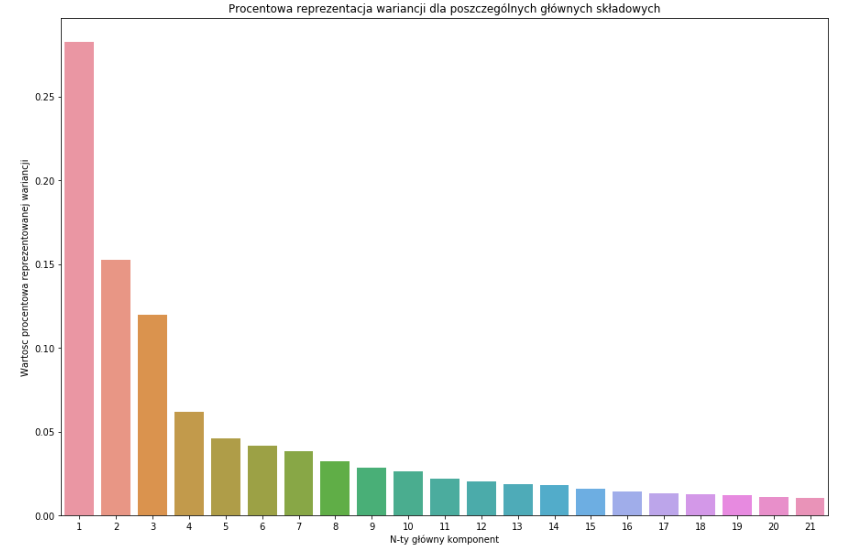 Procentowa reprezentacja wariancji dla poszczególnych głównych składowych
Wartosc procentowa reprezentowanej wariancji
0.25
0.20
0.15
0.10
0.05
0.00
1 2 3 4 5 6 7 8 9 10 11 12 13 14 15 16 17 18 19 20 21
N-ty główny komponent